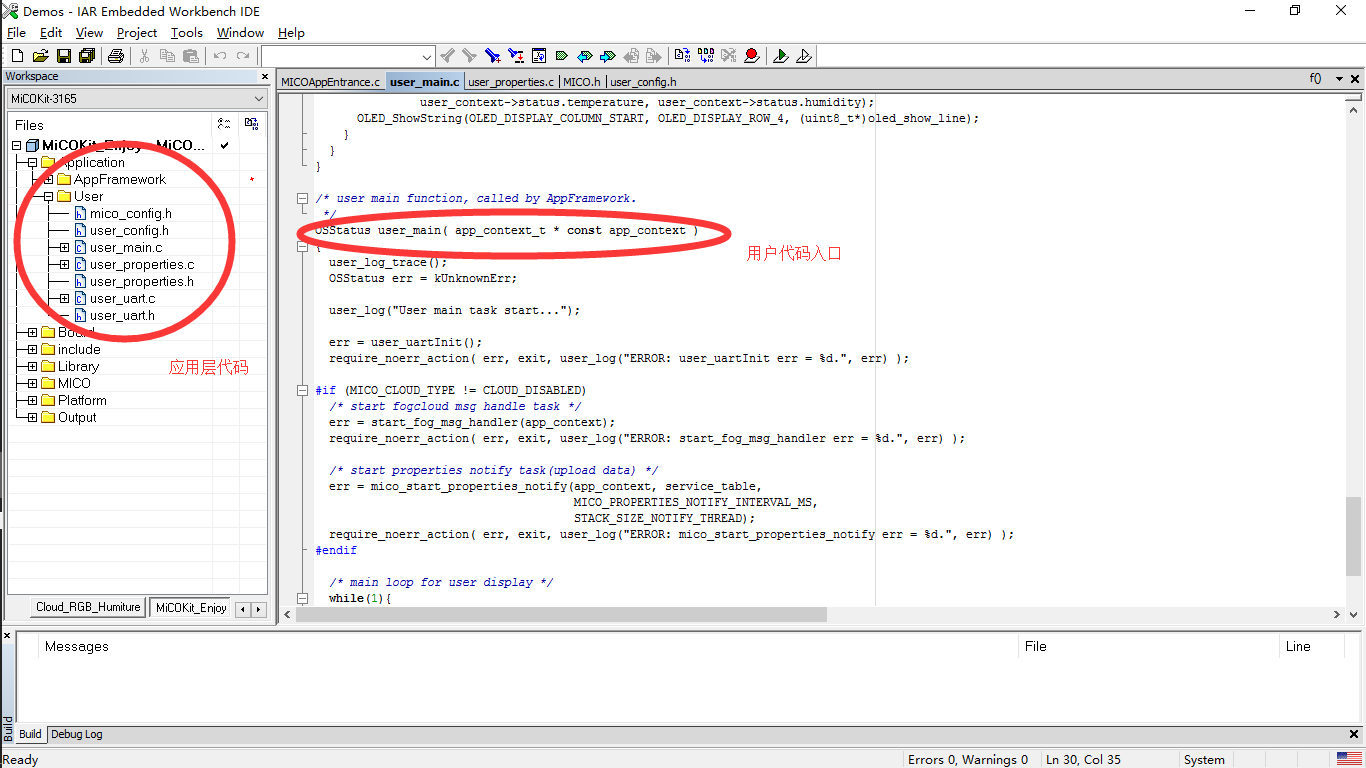 Demos - IAR Embedded Workbench IDE
File Edit View Project Tools Window Help
Workspace
MiCOKit-3165
Files
MiCOKit_Enjoy - MiCO...
Application
AppFramework
User
mico_config.h
user_config.h
user_main.c
user_properties.c
user_properties.h
user_uart.c
user_uart.h
Board
include
Library
MICO
Platform
Output
应用层代码
Cloud_RGB_Humiture MiCOKit_Enjoy
MICOAppEntrance.c user_main.c user_properties.c MICO.h user_config.h
f()
user_context->status.temperature, user_context->status.humidity);
OLED_ShowString(OLED_DISPLAY_COLUMN_START, OLED_DISPLAY_ROW_4, (uint8_t*)oled_show_line);
}
}
}
/* user main function, called by AppFramework.
*/
OSStatus user_main( app_context_t * const app_context )
用户代码入口
{
user_log_trace();
OSStatus err = kUnknownErr;
user_log("User main task start...");
err = user_uartInit();
require_noerr_action( err, exit, user_log("ERROR: user_uartInit err = %d.", err) );
#if (MICO_CLOUD_TYPE != CLOUD_DISABLED)
/* start fogcloud msg handle task */
err = start_fog_msg_handler(app_context);
require_noerr_action( err, exit, user_log("ERROR: start_fog_msg_handler err = %d.", err) );
/* start properties notify task(upload data) */
err = mico_start_properties_notify(app_context, service_table,
MICO_PROPERTIES_NOTIFY_INTERVAL_MS,
STACK_SIZE_NOTIFY_THREAD);
require_noerr_action( err, exit, user_log("ERROR: mico_start_properties_notify err = %d.", err) );
#endif
/* main loop for user display */
while(1){
Messages File Line
Build
Build Debug Log
Ready
Errors 0, Warnings 0 Ln 30, Col 35 System